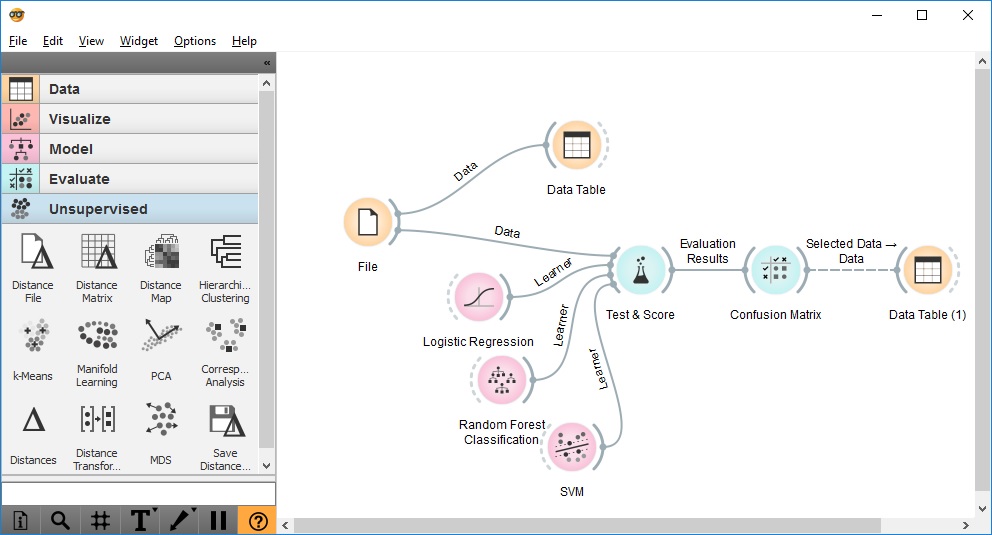 File Edit View Widget Options Help
«
Data
Visualize
Model
Evaluate
Unsupervised
Distance File
Distance Matrix
Distance Map
Hierarchi... Clustering
k-Means
Manifold Learning
PCA
Corresp... Analysis
Distances
Distance Transfor...
MDS
Save Distance...
T
?
Data
Data Table
File
Data
Learner
Logistic Regression
Learner
Random Forest
Classification
Learner
SVM
Test & Score
Evaluation
Results
Confusion Matrix
Selected Data →
Data
Data Table (1)